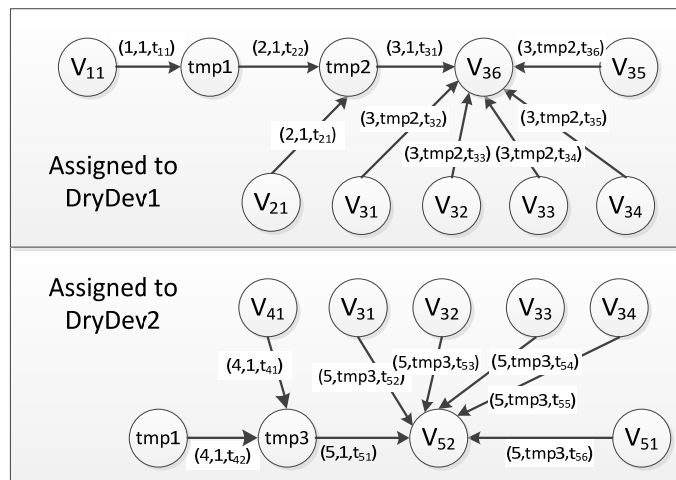 (1,1,t₁₁) (2,1,t₂₂) (3,1,t₃₁) (3,tmp2,t₃₆)
V₁₁ tmp1 tmp2 V₃₆ V₃₅
(3,tmp2,t₃₂) (3,tmp2,t₃₅)
(2,1,t₂₁)
(3,tmp2,t₃₃) (3,tmp2,t₃₄)
Assigned to
DryDev1
V₂₁ V₃₁ V₃₂ V₃₃ V₃₄
Assigned to
DryDev2
V₄₁ V₃₁ V₃₂ V₃₃ V₃₄
(4,1,t₄₁) (5,tmp3,t₅₂) (5,tmp3,t₅₃) (5,tmp3,t₅₄)
(5,tmp3,t₅₅)
tmp1 tmp3 V₅₂ V₅₁
(4,1,t₄₂) (5,1,t₅₁) (5,tmp3,t₅₆)